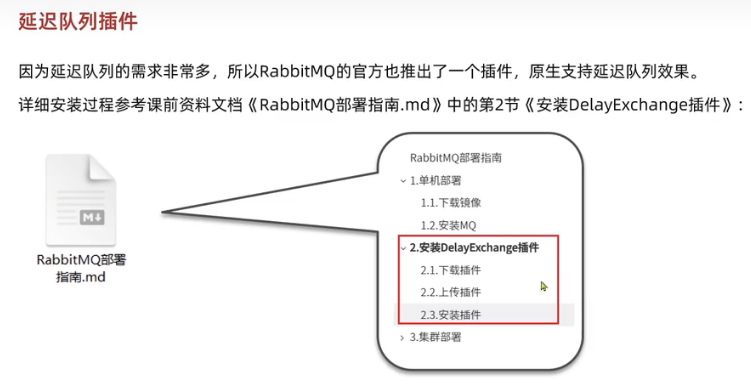 延迟队列插件
因为延迟队列的需求非常多，所以RabbitMQ的官方也推出了一个插件，原生支持延迟队列效果。
详细安装过程参考课前资料文档《RabbitMQ部署指南.md》中的第2节《安装DelayExchange插件》：
M
RabbitMQ部署
指南.md
RabbitMQ部署指南
1.单机部署
1.1.下载镜像
1.2.安装MQ
2.安装DelayExchange插件
2.1.下载插件
2.2.上传插件
2.3.安装插件
3.集群部署